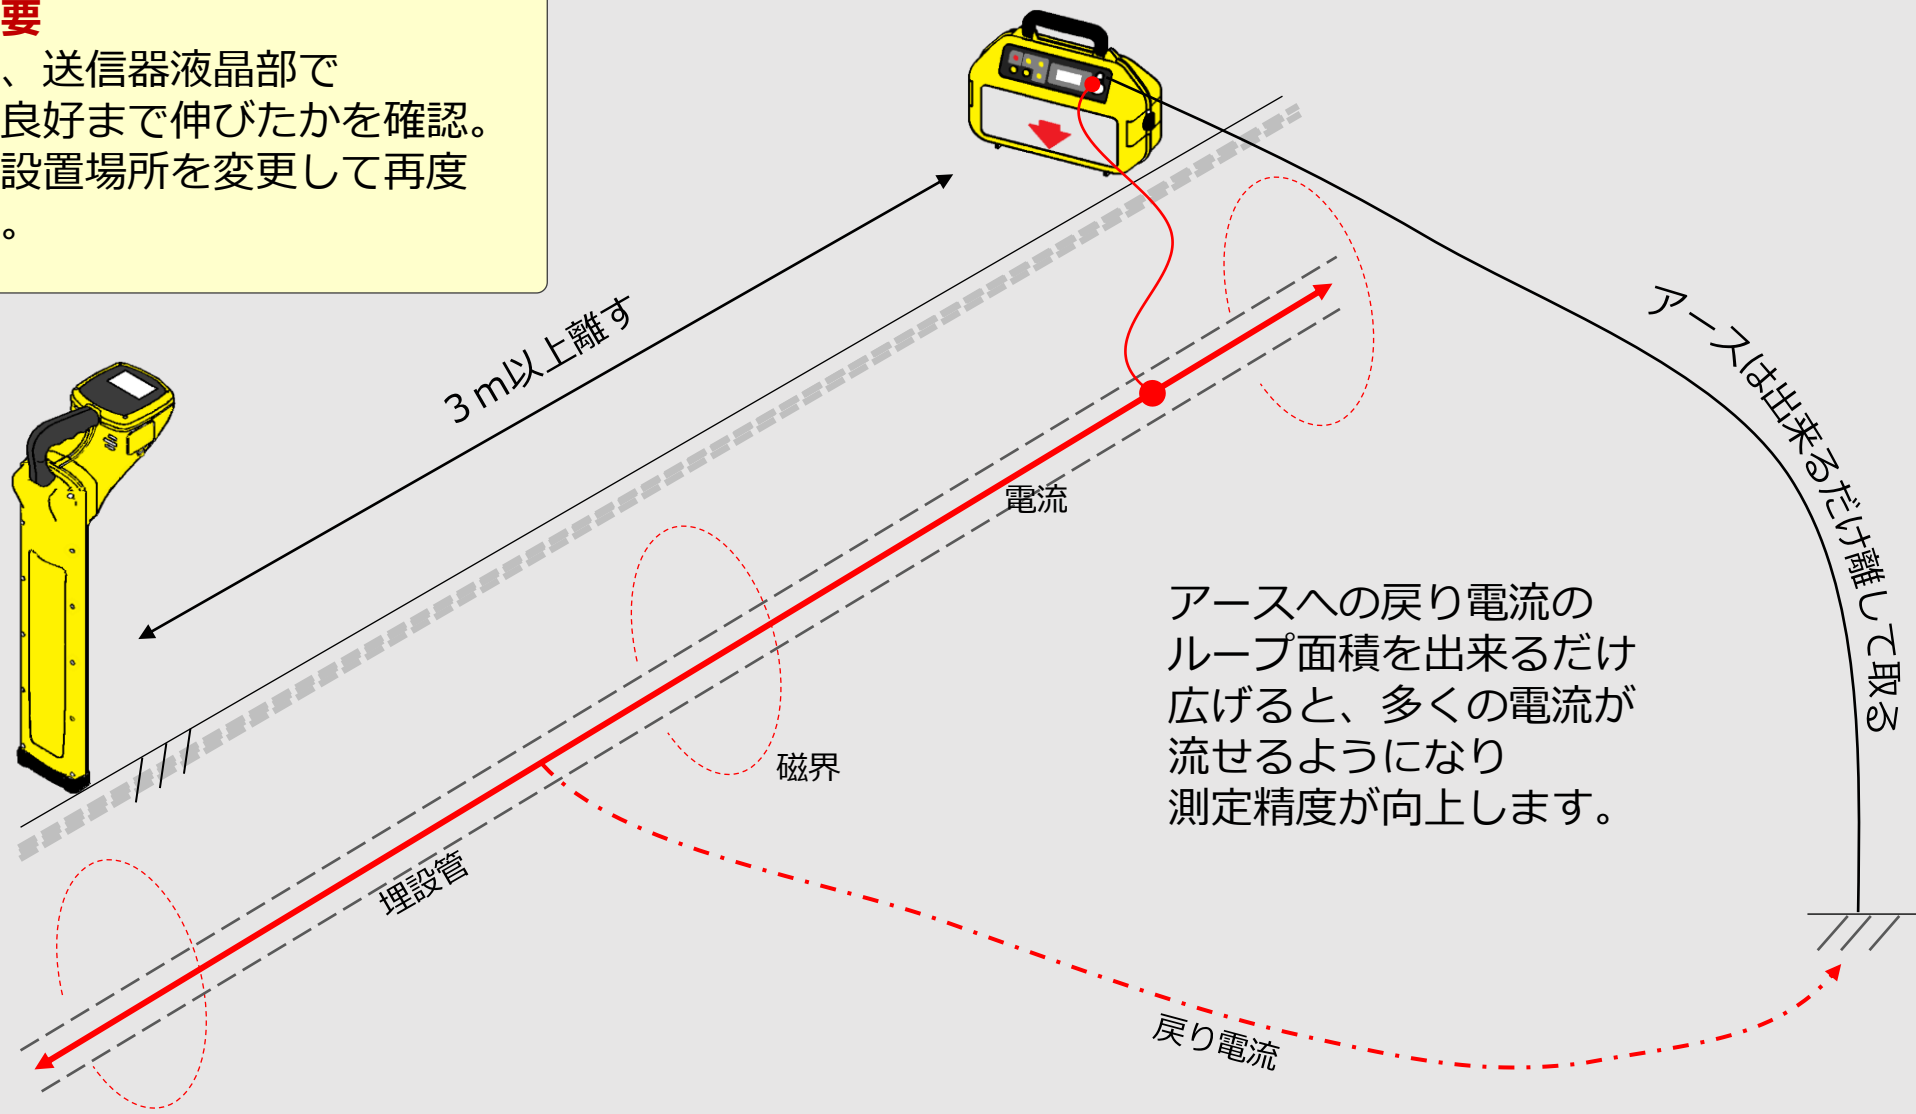 要
、送信器液晶部で
良好まで伸びたかを確認。
設置場所を変更して再度
。
３ｍ以上離す
アースは出来るだけ離して取る
電流
アースへの戻り電流の
ループ面積を出来るだけ
広げると、多くの電流が
流せるようになり
測定精度が向上します。
磁界
埋設管
戻り電流